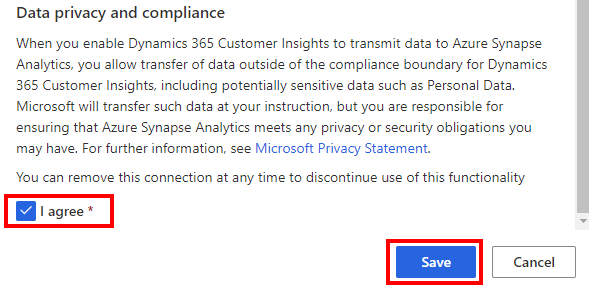 Data privacy and compliance
When you enable Dynamics 365 Customer Insights to transmit data to Azure Synapse
Analytics, you allow transfer of data outside of the compliance boundary for Dynamics
365 Customer Insights, including potentially sensitive data such as Personal Data.
Microsoft will transfer such data at your instruction, but you are responsible for
ensuring that Azure Synapse Analytics meets any privacy or security obligations you
may have. For further information, see Microsoft Privacy Statement.
You can remove this connection at any time to discontinue use of this functionality
I agree *
Save
Cancel